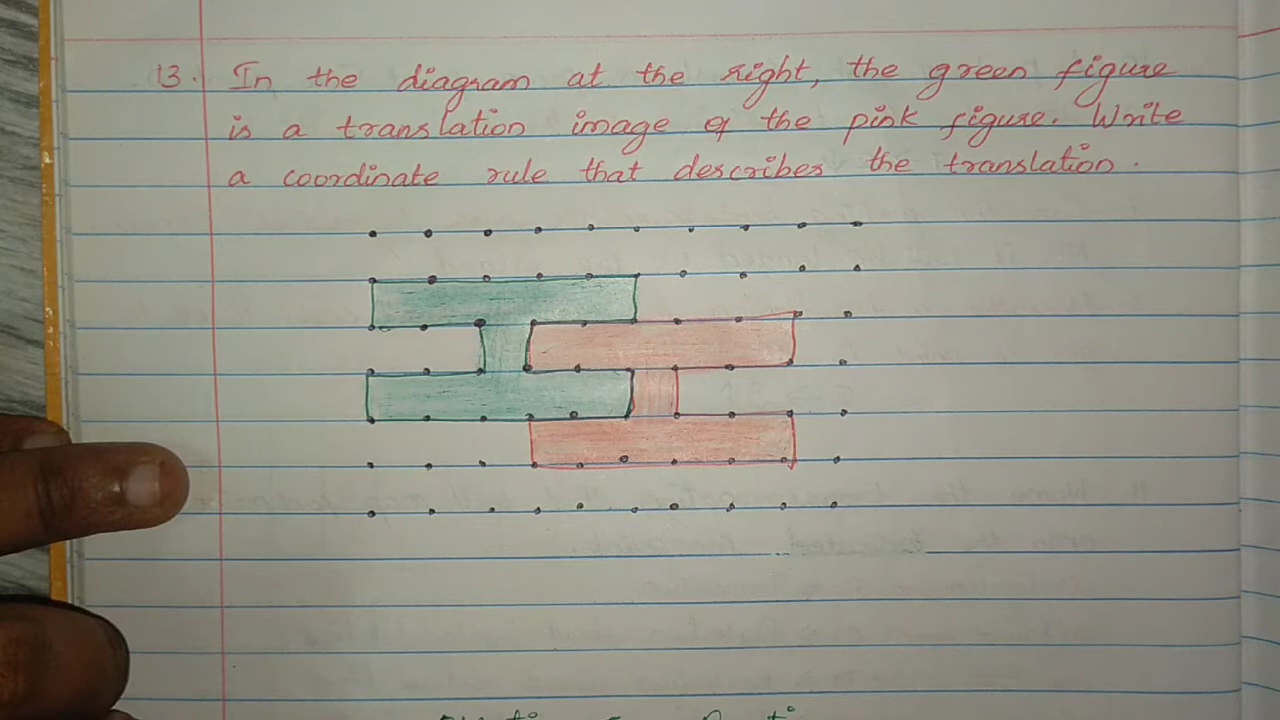 13. In the diagram at the right, the green figure
is a translation image of the pink figure. Write
a coordinate rule that describes the translation.